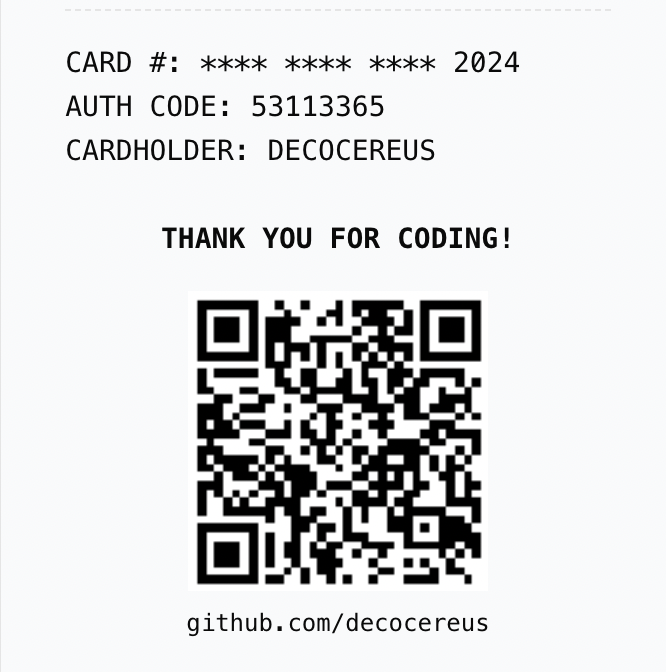 CARD #: **** **** **** 2024
AUTH CODE: 53113365
CARDHOLDER: DECOCEREUS
THANK YOU FOR CODING!
github.com/decocereus